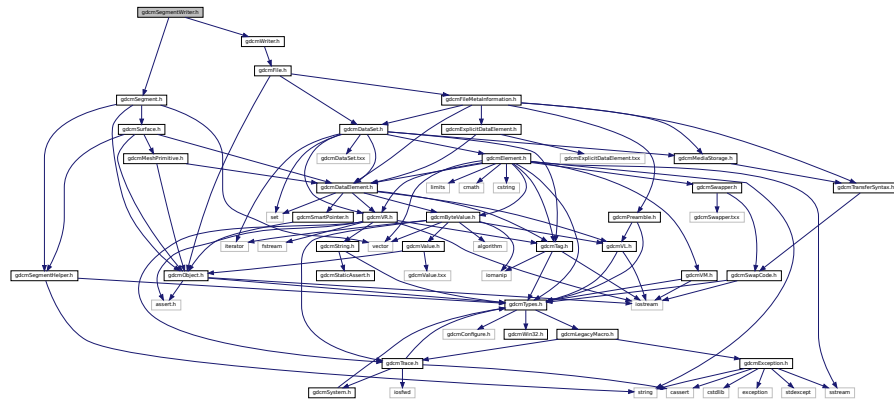 gdcmSegmentWriter.h
gdcmWriter.h
gdcmFile.h
gdcmSegment.h
gdcmFileMetaInformation.h
gdcmSurface.h
gdcmDataSet.h
gdcmExplicitDataElement.h
gdcmMeshPrimitive.h
gdcmDataSet.txx
gdcmElement.h
gdcmExplicitDataElement.txx
gdcmMediaStorage.h
gdcmDataElement.h
limits
cmath
cstring
gdcmSwapper.h
gdcmTransferSyntax.h
set
gdcmSmartPointer.h
gdcmVR.h
gdcmByteValue.h
gdcmPreamble.h
gdcmSwapper.txx
iterator
fstream
gdcmString.h
vector
gdcmValue.h
algorithm
gdcmTag.h
gdcmVL.h
gdcmSegmentHelper.h
gdcmObject.h
gdcmStaticAssert.h
gdcmValue.txx
iomanip
gdcmVM.h
gdcmSwapCode.h
assert.h
gdcmTypes.h
iostream
gdcmConfigure.h
gdcmWin32.h
gdcmLegacyMacro.h
gdcmTrace.h
gdcmException.h
gdcmSystem.h
iosfwd
string
cassert
cstdlib
exception
stdexcept
sstream